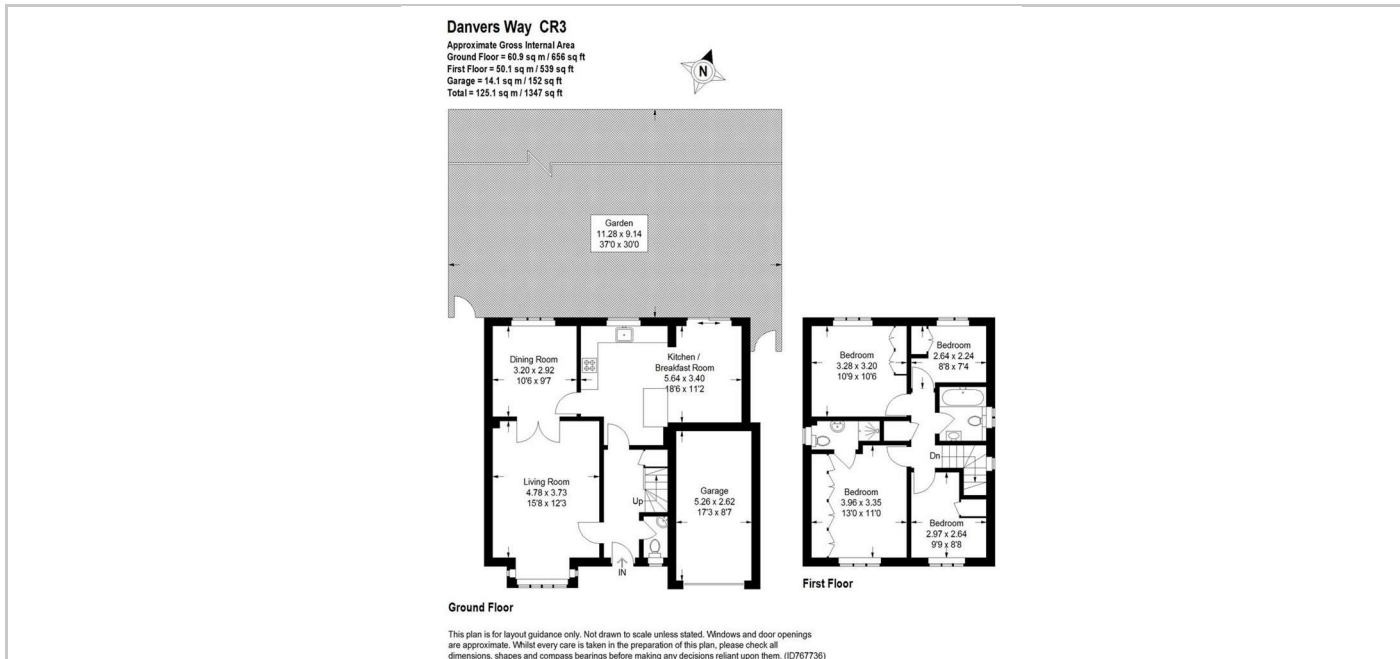 Danvers Way CR3
Approximate Gross Internal Area
Ground Floor = 60.9 sq m / 656 sq ft
First Floor = 50.1 sq m / 539 sq ft
Garage = 14.1 sq m / 152 sq ft
Total = 125.1 sq m / 1347 sq ft
N
Garden
11.28 x 9.14
37'0 x 30'0
Dining Room
3.20 x 2.92
10'6 x 9'7
Kitchen /
Breakfast Room
5.64 x 3.40
18'6 x 11'2
Living Room
4.78 x 3.73
15'8 x 12'3
Up
IN
Garage
5.26 x 2.62
17'3 x 8'7
Ground Floor
Bedroom
3.28 x 3.20
10'9 x 10'6
Bedroom
2.64 x 2.24
8'8 x 7'4
Dn
Bedroom
3.96 x 3.35
13'0 x 11'0
Bedroom
2.97 x 2.64
9'9 x 8'8
First Floor
This plan is for layout guidance only. Not drawn to scale unless stated. Windows and door openings
are approximate. Whilst every care is taken in the preparation of this plan, please check all
dimensions, shapes and compass bearings before making any decisions reliant upon them. (ID767736)